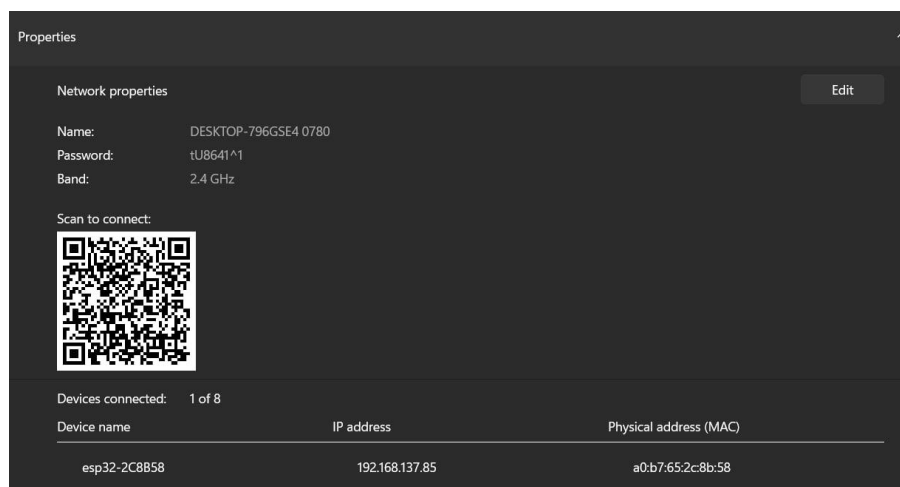 Properties
Network properties
Edit
Name: DESKTOP-796GSE4 0780
Password: tU8641^1
Band: 2.4 GHz
Scan to connect:
Devices connected: 1 of 8
Device name IP address Physical address (MAC)
esp32-2C8B58 192.168.137.85 a0:b7:65:2c:8b:58